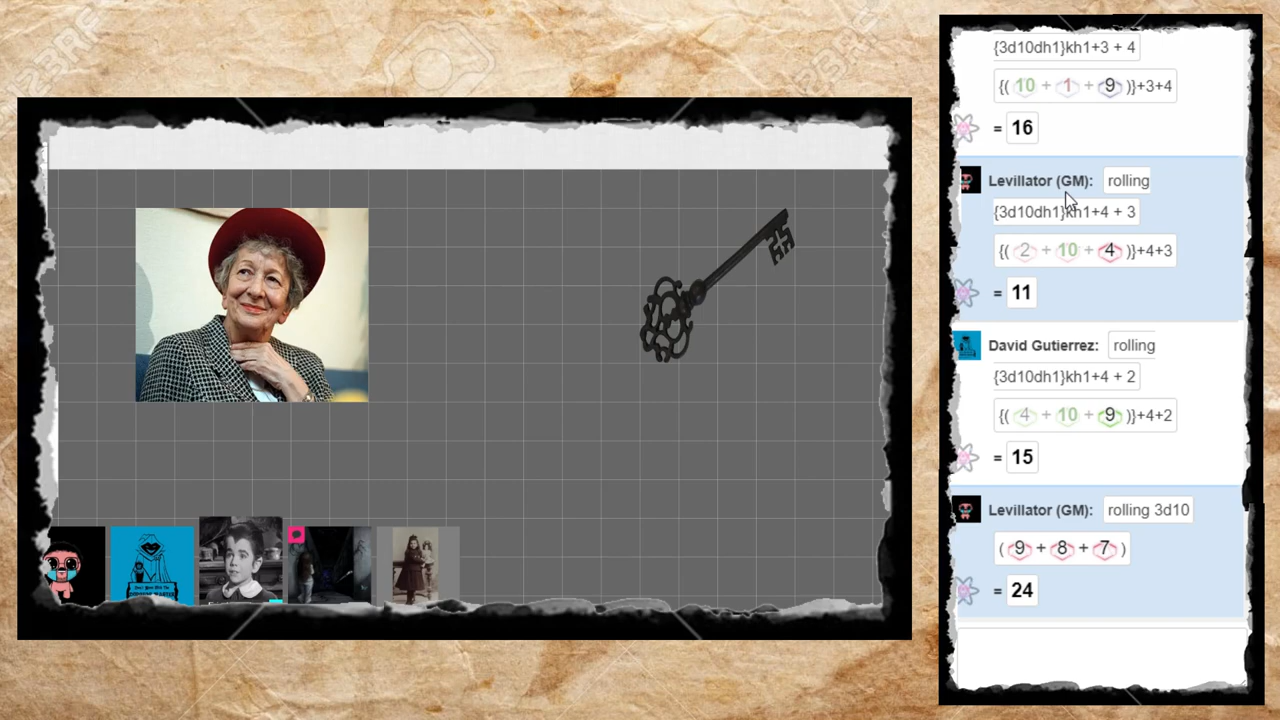 {3d10dh1}kh1+3 + 4
{( 10 + 1 + 9 )}+3+4
= 16
Levillator (GM): rolling
{3d10dh1}kh1+4 + 3
{( 2 + 10 + 4 )}+4+3
= 11
David Gutierrez: rolling
{3d10dh1}kh1+4 + 2
{( 4 + 10 + 9 )}+4+2
= 15
Levillator (GM): rolling 3d10
( 9 + 8 + 7 )
= 24
123RF
123RF